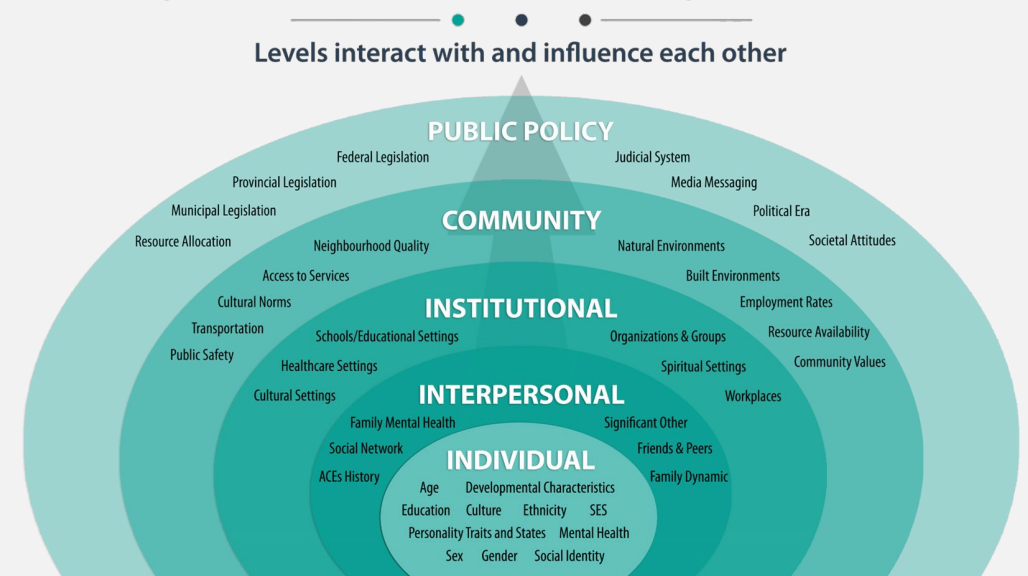 Levels interact with and influence each other
PUBLIC POLICY
Federal Legislation
Judicial System
Provincial Legislation
Media Messaging
Municipal Legislation
Political Era
Resource Allocation
Societal Attitudes
COMMUNITY
Neighbourhood Quality
Natural Environments
Access to Services
Built Environments
Cultural Norms
Employment Rates
Transportation
Resource Availability
Public Safety
Community Values
INSTITUTIONAL
Schools/Educational Settings
Organizations & Groups
Healthcare Settings
Spiritual Settings
Cultural Settings
Workplaces
INTERPERSONAL
Family Mental Health
Significant Other
Social Network
Friends & Peers
ACEs History
Family Dynamic
INDIVIDUAL
Age Developmental Characteristics
Education Culture Ethnicity SES
Personality Traits and States Mental Health
Sex Gender Social Identity